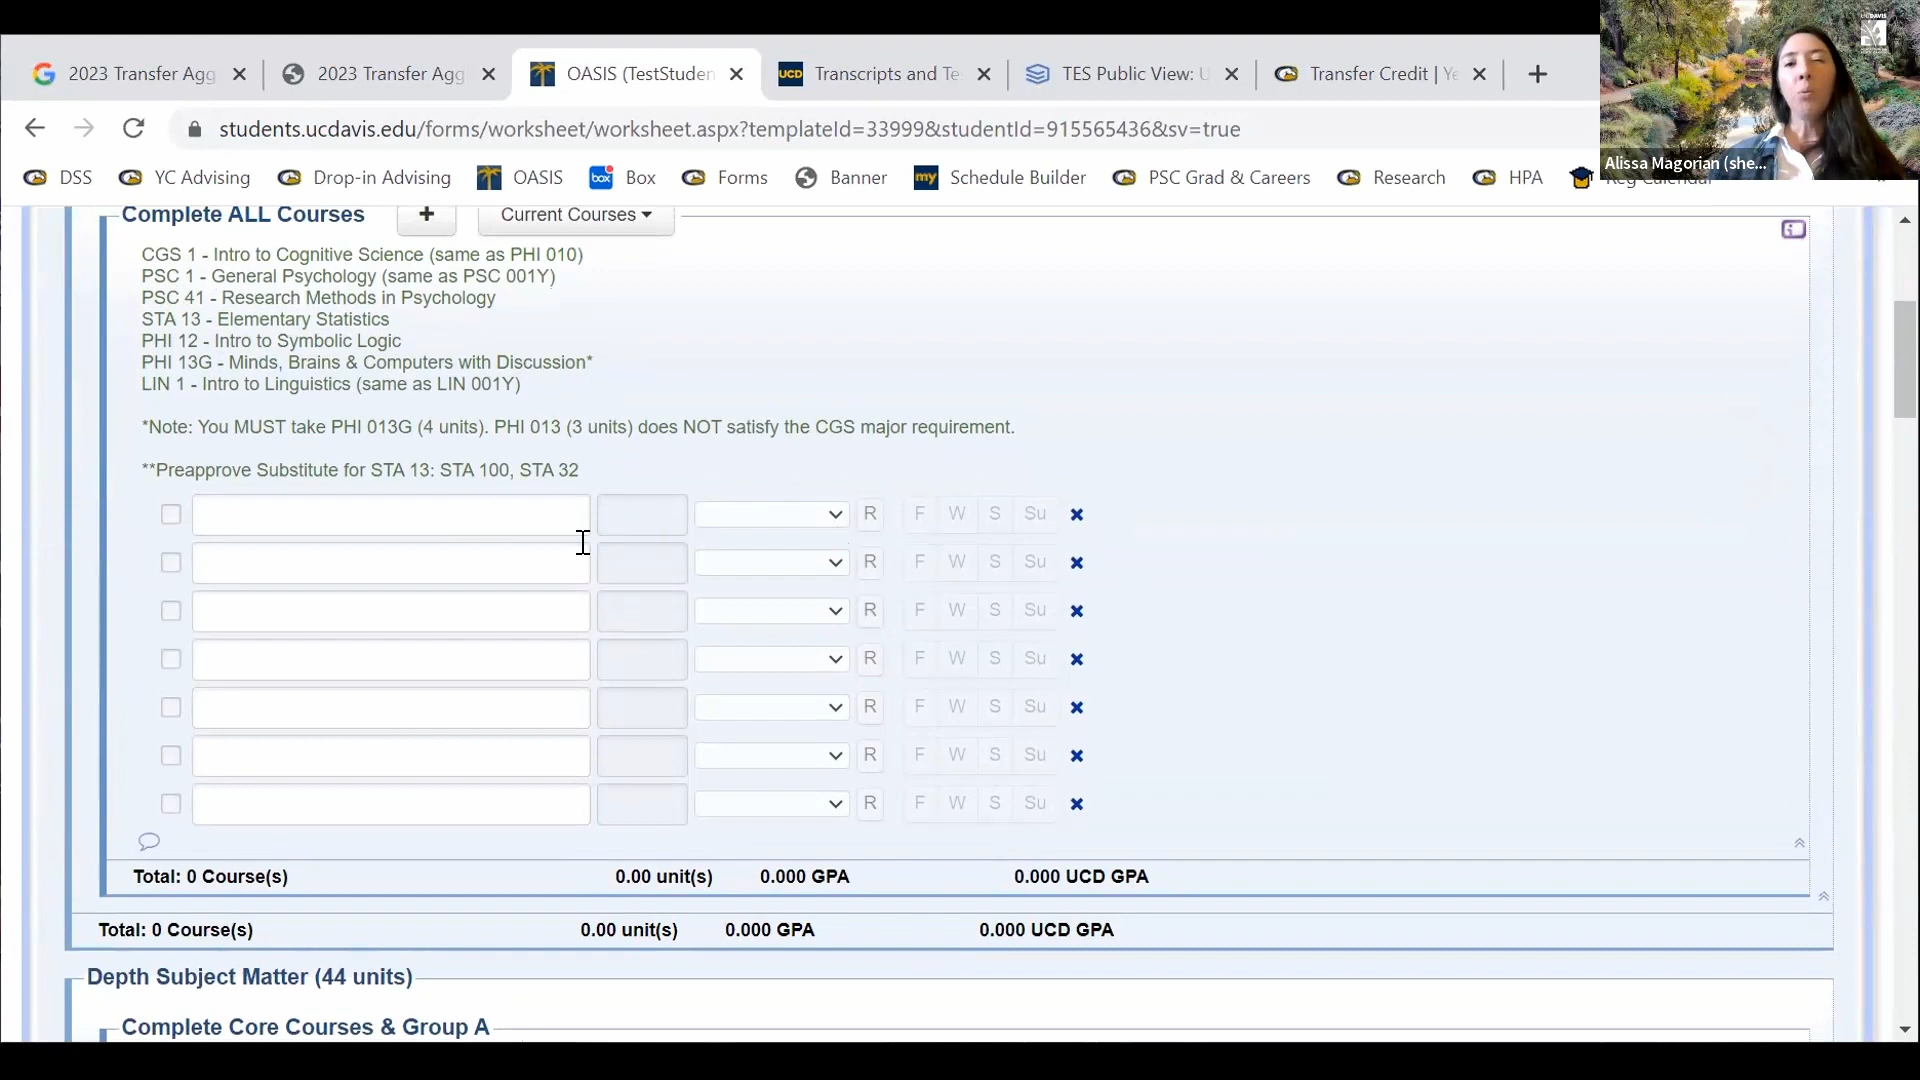 2023 Transfer Agg
2023 Transfer Agg
OASIS (TestStuden
UCD
Transcripts and Te
TES Public View: U
Transfer Credit | Ye
students.ucdavis.edu/forms/worksheet/worksheet.aspx?templateId=33999&studentId=915565436&sv=true
Alissa Magorian (she...
DSS
YC Advising
Drop-in Advising
OASIS
box
Box
Forms
Banner
my
Schedule Builder
PSC Grad & Careers
Research
HPA
Complete ALL Courses
Current Courses
CGS 1 - Intro to Cognitive Science (same as PHI 010)
PSC 1 - General Psychology (same as PSC 001Y)
PSC 41 - Research Methods in Psychology
STA 13 - Elementary Statistics
PHI 12 - Intro to Symbolic Logic
PHI 13G - Minds, Brains & Computers with Discussion*
LIN 1 - Intro to Linguistics (same as LIN 001Y)
*Note: You MUST take PHI 013G (4 units). PHI 013 (3 units) does NOT satisfy the CGS major requirement.
**Preapprove Substitute for STA 13: STA 100, STA 32
R F W S Su
R F W S Su
R F W S Su
R F W S Su
R F W S Su
R F W S Su
R F W S Su
Total: 0 Course(s) 0.00 unit(s) 0.000 GPA 0.000 UCD GPA
Total: 0 Course(s) 0.00 unit(s) 0.000 GPA 0.000 UCD GPA
Depth Subject Matter (44 units)
Complete Core Courses & Group A